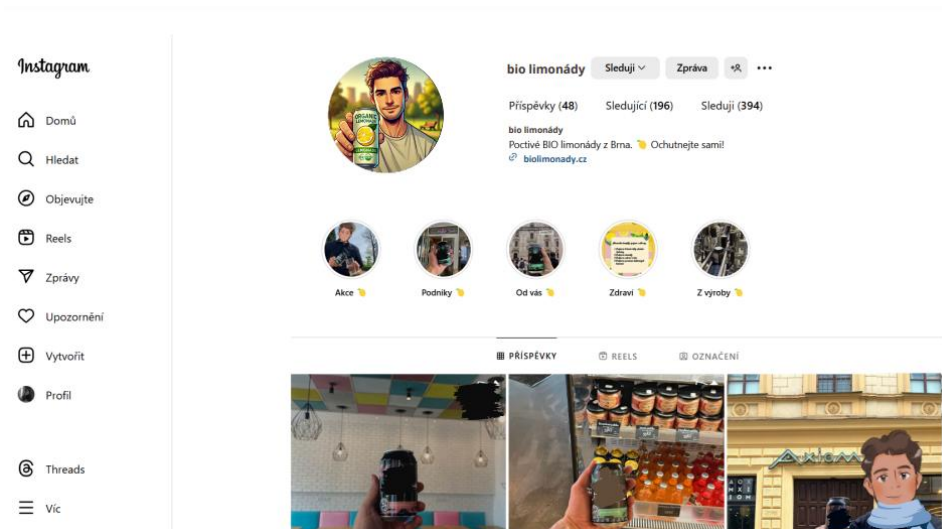 Instagram
Domů
Hledat
Objevujte
Reels
Zprávy
Upozornění
Vytvořit
Profil
Threads
Víc
bio limonády
Sleduji
Zpráva
Příspěvky (48)
Sledující (196)
Sleduji (394)
bio limonády
Poctivé BIO limonády z Brna. 🍋 Ochutnejte sami!
biolimonady.cz
ORGANIC
LEMONADE
Akce 🍋
Podniky 🍋
Od vás 🍋
Zdraví 🍋
Z výroby 🍋
PŘÍSPĚVKY
REELS
OZNAČENÍ
Axiom